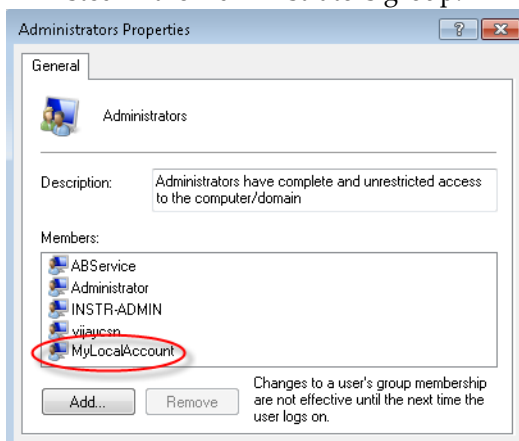 Administrators Properties
General
Administrators
Description:
Administrators have complete and unrestricted access
to the computer/domain
Members:
ABService
Administrator
INSTR-ADMIN
vijaycsp
MyLocalAccount
Add...
Remove
Changes to a user's group membership
are not effective until the next time the
user logs on.